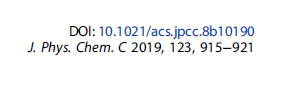 DOI: 10.1021/acs.jpcc.8b10190
J. Phys. Chem. C 2019, 123, 915−921